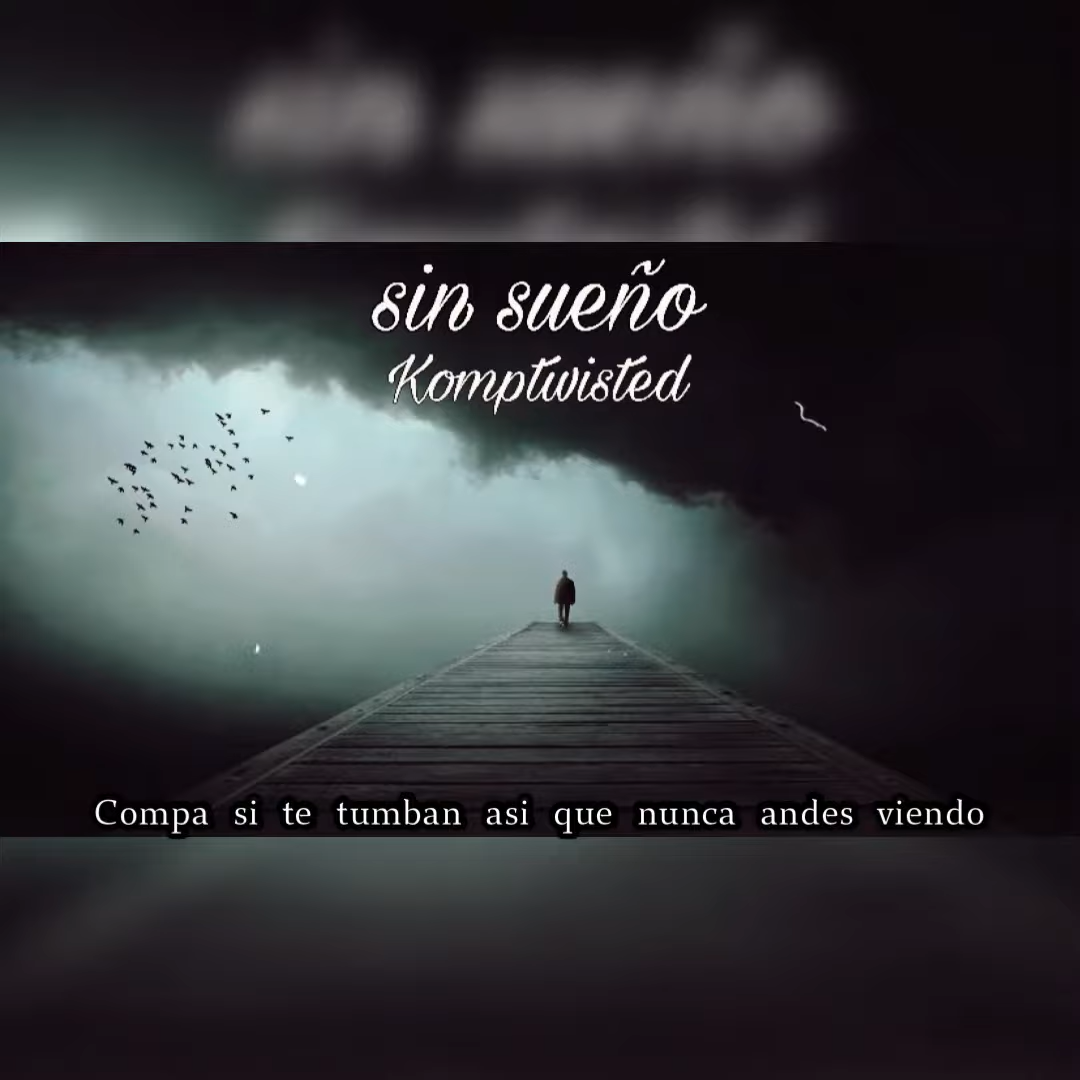 sin sueño
Komptwisted
Compa si te tumban asi que nunca andes viendo